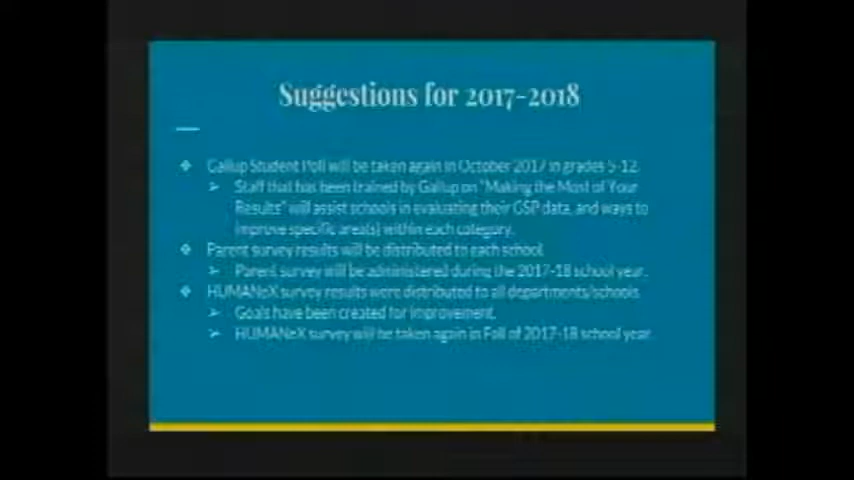 Suggestions for 2017-2018
Gallup Student Poll will be taken again in October 2017 in grades 5-12.
Staff that has been trained by Gallup on "Making the Most of Your
Results" will assist schools in evaluating their GSP data, and ways to
improve specific area(s) within each category.
Parent survey results will be distributed to each school.
Parent survey will be administered during the 2017-18 school year.
HUMANeX survey results were distributed to all departments/schools
Goals have been created for improvement.
HUMANeX survey will be taken again in Fall of 2017-18 school year.